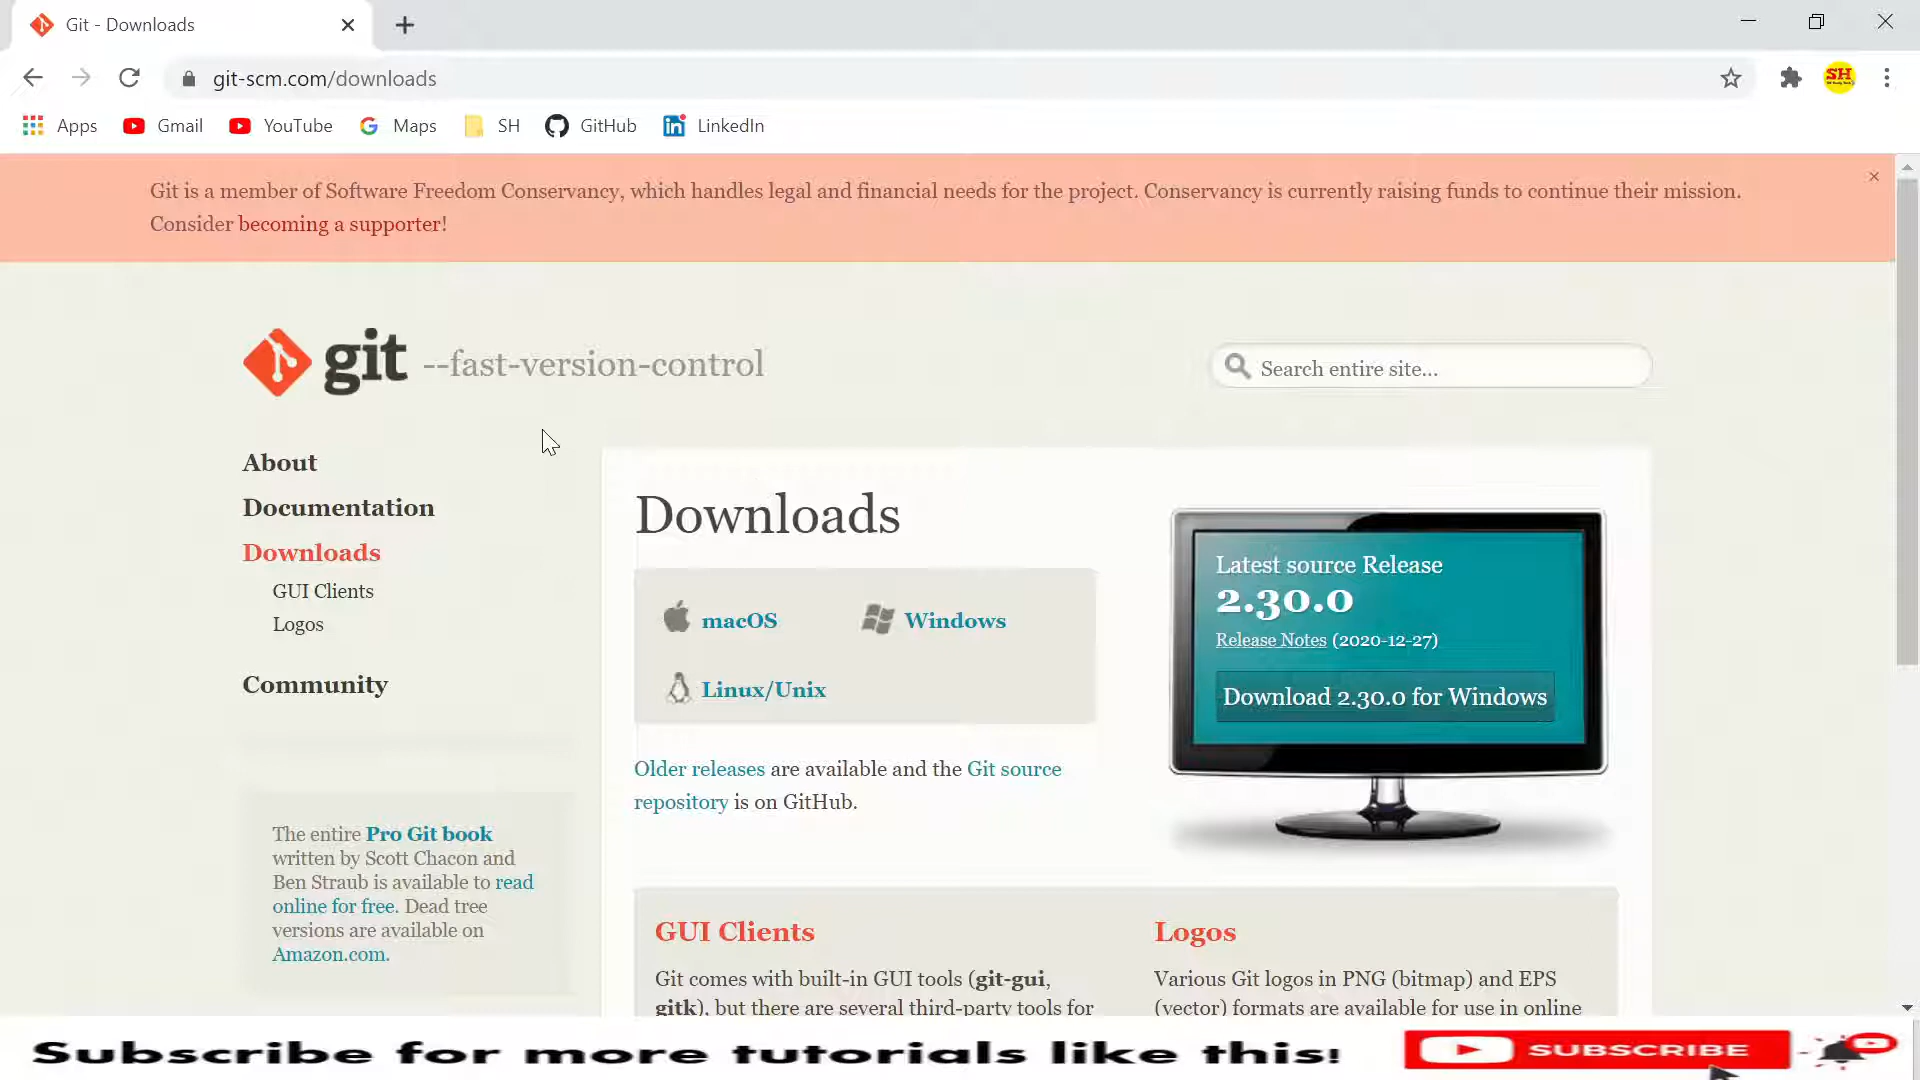 Git - Downloads
git-scm.com/downloads
SH
Apps
Gmail
YouTube
Maps
SH
GitHub
LinkedIn
Git is a member of Software Freedom Conservancy, which handles legal and financial needs for the project. Conservancy is currently raising funds to continue their mission.
Consider becoming a supporter!
git --fast-version-control
Search entire site...
About
Documentation
Downloads
GUI Clients
Logos
Community
The entire Pro Git book
written by Scott Chacon and
Ben Straub is available to read
online for free. Dead tree
versions are available on
Amazon.com.
Downloads
macOS
Windows
Linux/Unix
Older releases are available and the Git source
repository is on GitHub.
Latest source Release
2.30.0
Release Notes (2020-12-27)
Download 2.30.0 for Windows
GUI Clients
Git comes with built-in GUI tools (git-gui,
gitk), but there are several third-party tools for
Logos
Various Git logos in PNG (bitmap) and EPS
(vector) formats are available for use in online
Subscribe for more tutorials like this!
SUBSCRIBE